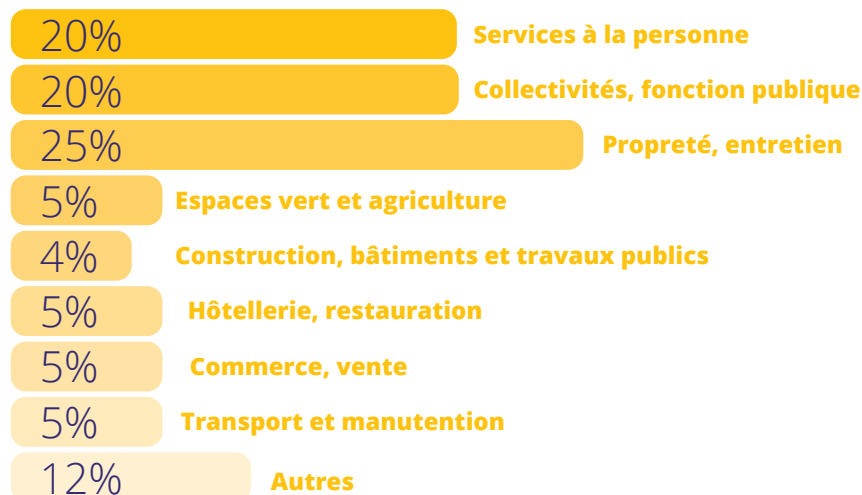 20% Services à la personne
20% Collectivités, fonction publique
25% Propreté, entretien
5% Espaces vert et agriculture
4% Construction, bâtiments et travaux publics
5% Hôtellerie, restauration
5% Commerce, vente
5% Transport et manutention
12% Autres